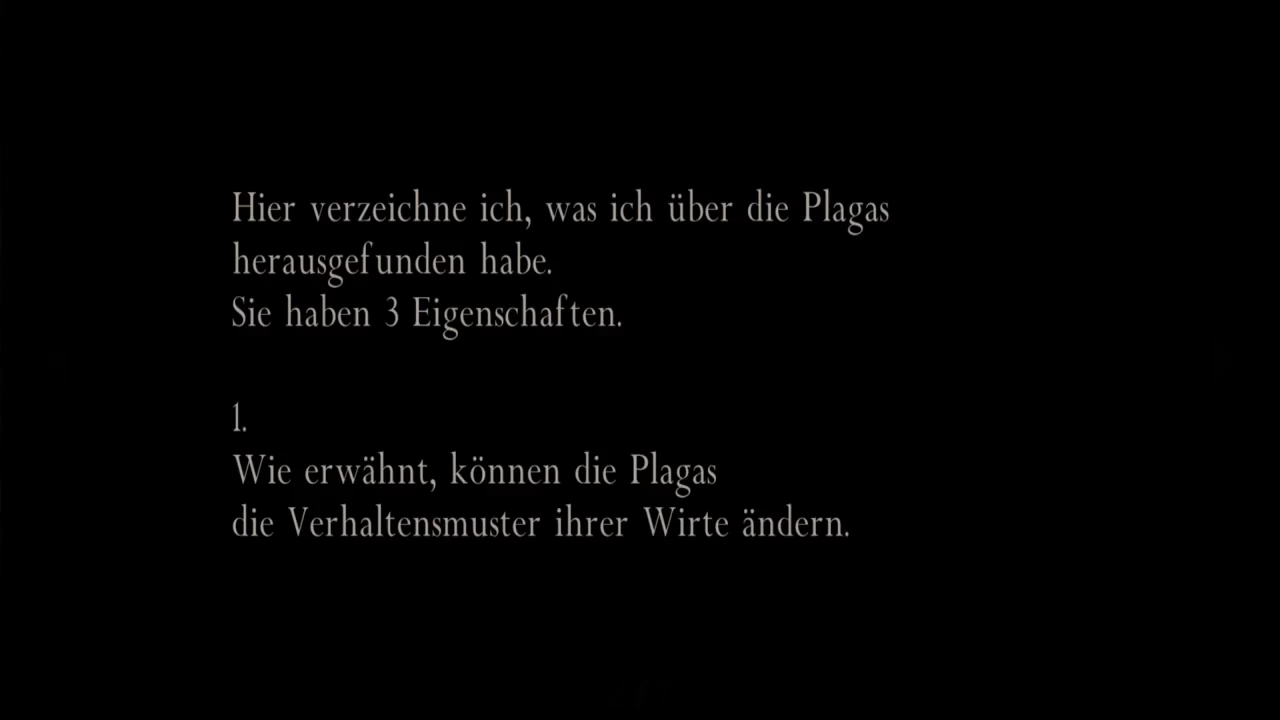 Hier verzeichne ich, was ich über die Plagas
herausgefunden habe.
Sie haben 3 Eigenschaften.
1.
Wie erwähnt, können die Plagas
die Verhaltensmuster ihrer Wirte ändern.